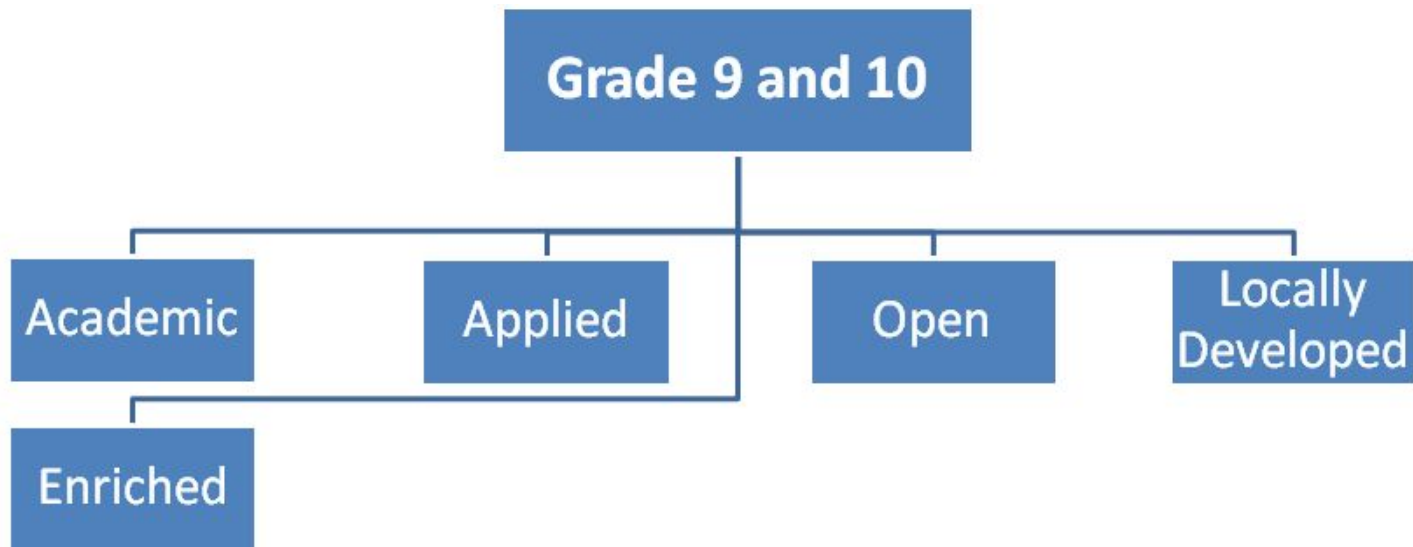 Grade 9 and 10
Academic
Applied
Open
Locally
Developed
Enriched